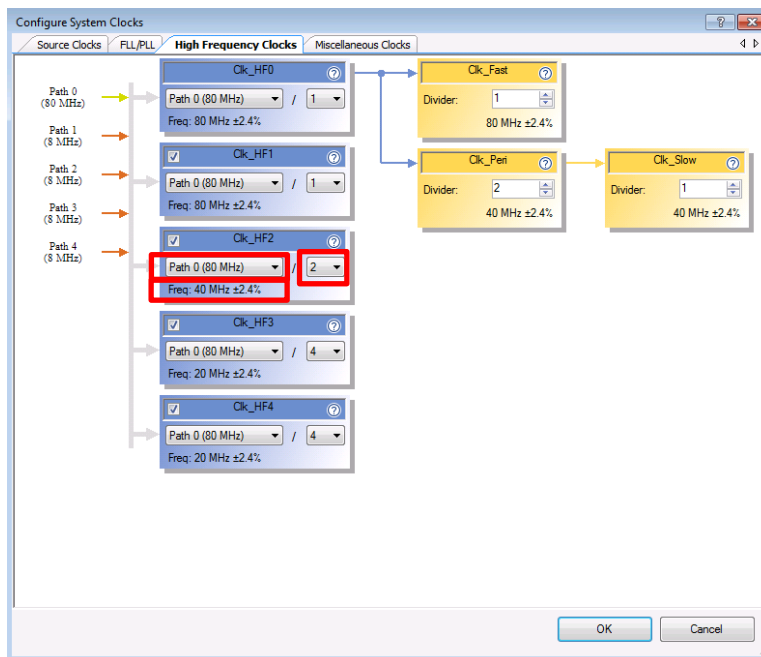 Configure System Clocks
Source Clocks FLL/PLL High Frequency Clocks Miscellaneous Clocks
Path 0
(80 MHz)
Path 1
(8 MHz)
Path 2
(8 MHz)
Path 3
(8 MHz)
Path 4
(8 MHz)
Clk_HF0
Path 0 (80 MHz) / 1
Freq: 80 MHz ±2.4%
Clk_HF1
Path 0 (80 MHz) / 1
Freq: 80 MHz ±2.4%
Clk_HF2
Path 0 (80 MHz) / 2
Freq: 40 MHz ±2.4%
Clk_HF3
Path 0 (80 MHz) / 4
Freq: 20 MHz ±2.4%
Clk_HF4
Path 0 (80 MHz) / 4
Freq: 20 MHz ±2.4%
Clk_Fast
Divider: 1
80 MHz ±2.4%
Clk_Peri
Divider: 2
40 MHz ±2.4%
Clk_Slow
Divider: 1
40 MHz ±2.4%
OK Cancel